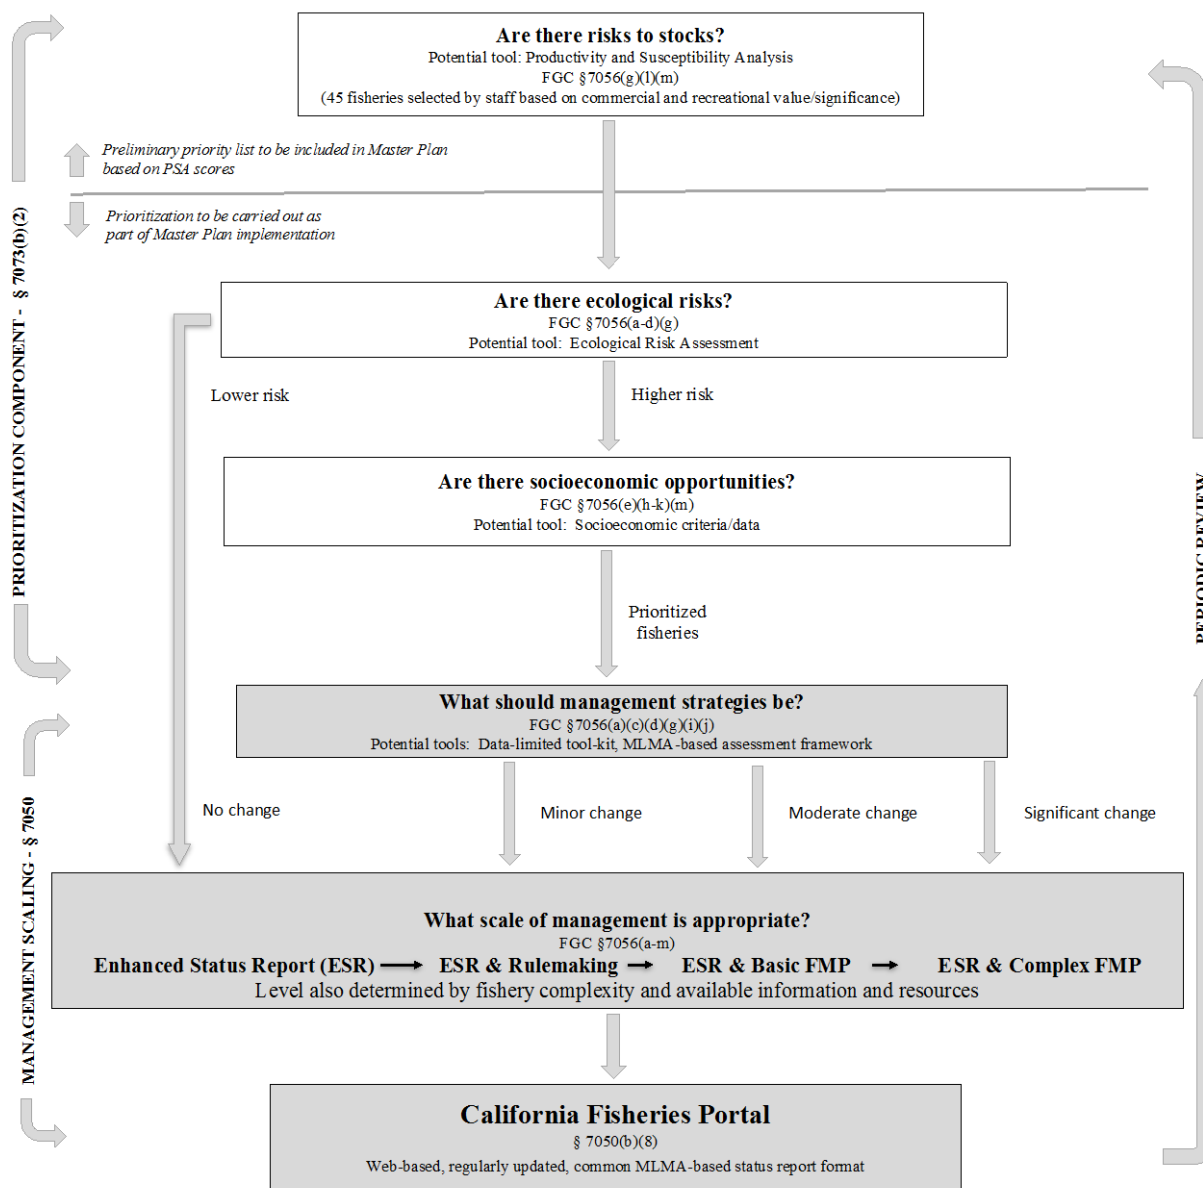 Are there risks to stocks?
Potential tool: Productivity and Susceptibility Analysis
FGC §7056(g)(l)(m)
(45 fisheries selected by staff based on commercial and recreational value/significance)
Preliminary priority list to be included in Master Plan
based on PSA scores
Prioritization to be carried out as
part of Master Plan implementation
PRIORITIZATION COMPONENT - § 7073(b)(2)
Are there ecological risks?
FGC §7056(a-d)(g)
Potential tool: Ecological Risk Assessment
Lower risk
Higher risk
Are there socioeconomic opportunities?
FGC §7056(e)(h-k)(m)
Potential tool: Socioeconomic criteria/data
PERIODIC REVIEW
Prioritized
fisheries
What should management strategies be?
FGC §7056(a)(c)(d)(g)(i)(j)
Potential tools: Data-limited tool-kit, MLMA-based assessment framework
No change
Minor change
Moderate change
Significant change
MANAGEMENT SCALING - § 7050
What scale of management is appropriate?
FGC §7056(a-m)
Enhanced Status Report (ESR) ESR & Rulemaking ESR & Basic FMP ESR & Complex FMP
Level also determined by fishery complexity and available information and resources
California Fisheries Portal
§ 7050(b)(8)
Web-based, regularly updated, common MLMA-based status report format